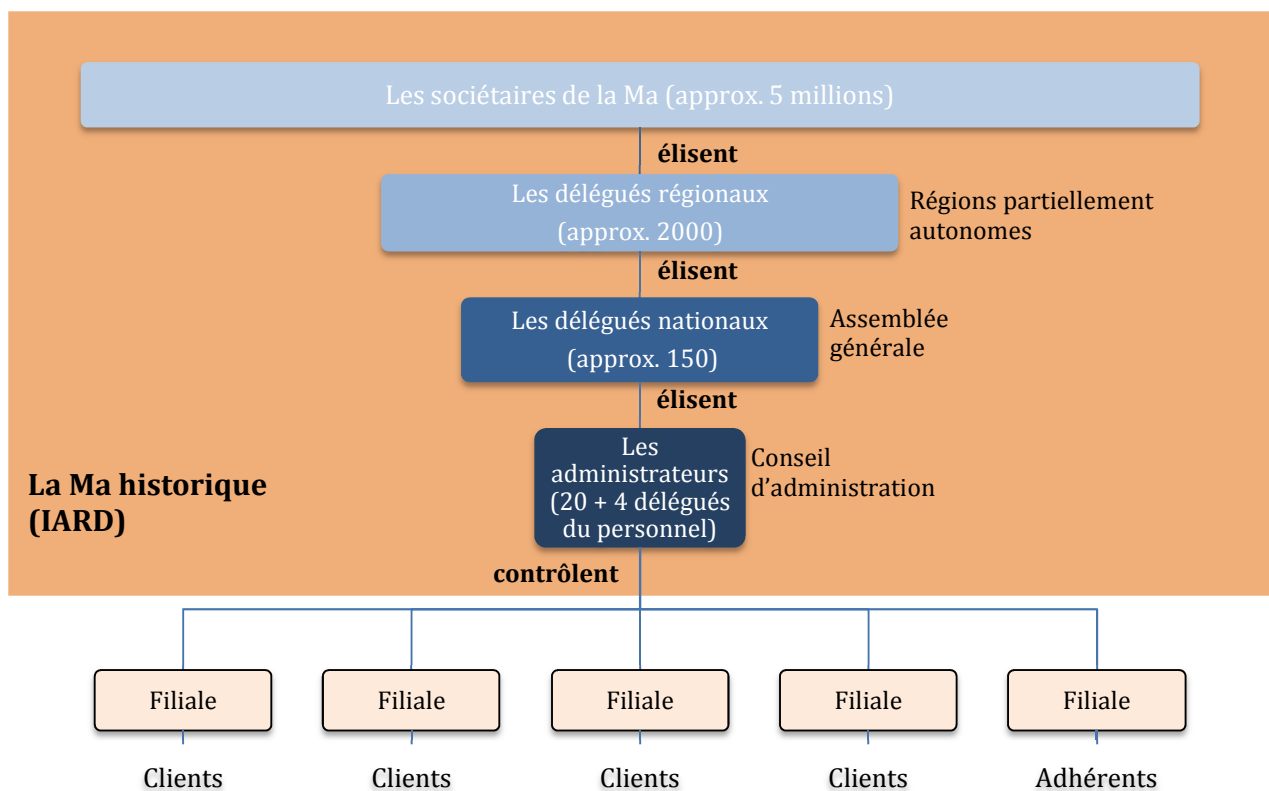 Les sociétaires de la Ma (approx. 5 millions)
élisent
Les délégués régionaux
(approx. 2000)
Régions partiellement
autonomes
élisent
Les délégués nationaux
(approx. 150)
Assemblée
générale
élisent
Les
administrateurs
(20 + 4 délégués
du personnel)
Conseil
d’administration
La Ma historique
(IARD)
contrôlent
Filiale
Filiale
Filiale
Filiale
Filiale
Clients
Clients
Clients
Clients
Adhérents